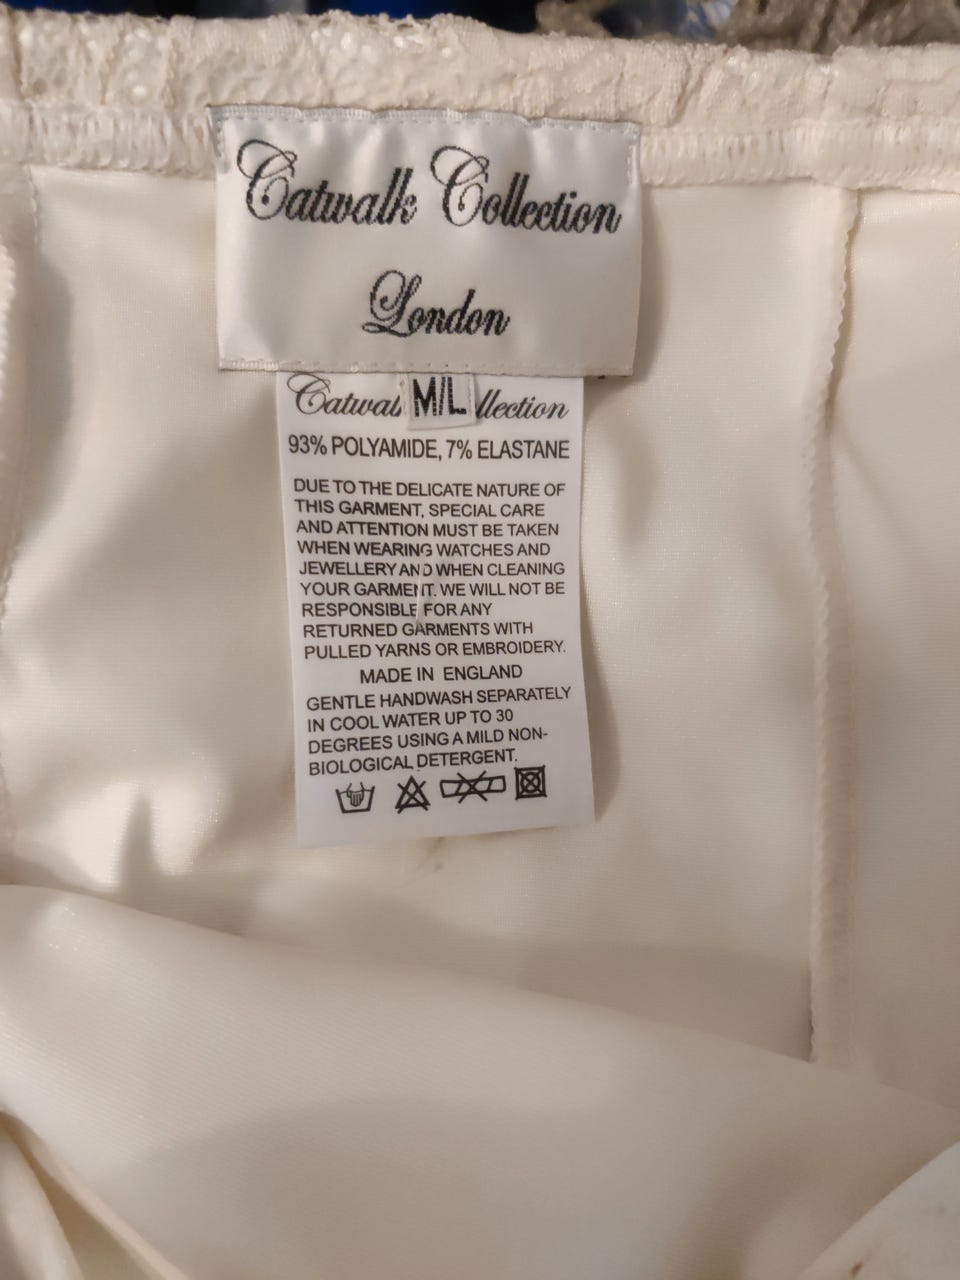 Catwalk Collection
London
Catwal M/L llection
93% POLYAMIDE, 7% ELASTANE
DUE TO THE DELICATE NATURE OF
THIS GARMENT, SPECIAL CARE
AND ATTENTION MUST BE TAKEN
WHEN WEARING WATCHES AND
JEWELLERY AND WHEN CLEANING
YOUR GARMENT. WE WILL NOT BE
RESPONSIBLE FOR ANY
RETURNED GARMENTS WITH
PULLED YARNS OR EMBROIDERY.
MADE IN ENGLAND
GENTLE HANDWASH SEPARATELY
IN COOL WATER UP TO 30
DEGREES USING A MILD NON-
BIOLOGICAL DETERGENT.